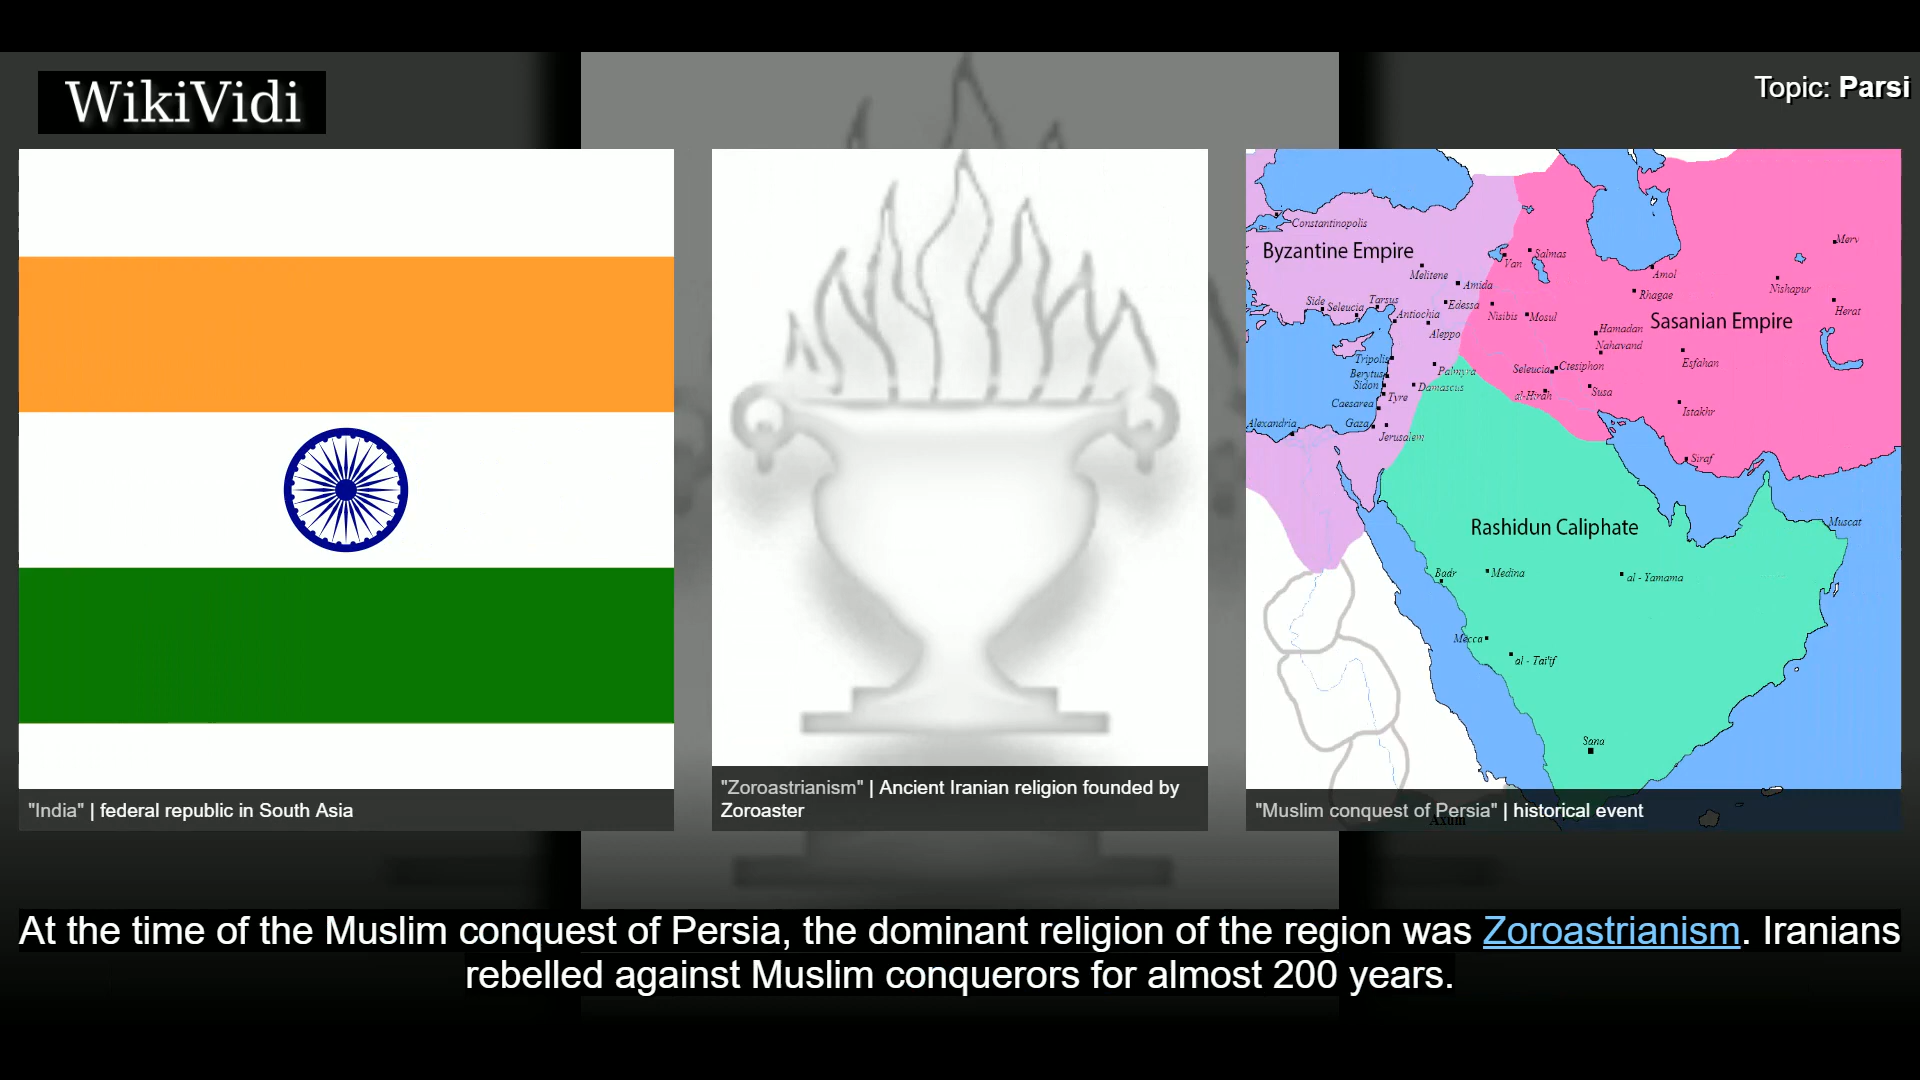 WikiVidi
Topic: Parsi
"India" | federal republic in South Asia
"Zoroastrianism" | Ancient Iranian religion founded by
Zoroaster
Constantinopolis
Byzantine Empire
Melitene
Amida
Side
Seleucia
Tarsus
Edessa
Antiochia
Aleppo
Tripolis
Berytus
Sidon
Palmyra
Damascus
Tyre
Caesarea
Alexandria
Gaza
Jerusalem
Van
Salmas
Merv
Amol
Nishapur
Rhagae
Herat
Nisibis
Mosul
Sasanian Empire
Hamadan
Nahavand
Esfahan
Seleucia
Ctesiphon
al-Hirah
Susa
Istakhr
Siraf
Rashidun Caliphate
Muscat
Badr
Medina
al - Yamama
Mecca
al - Tai'if
Sana
Axum
"Muslim conquest of Persia" | historical event
At the time of the Muslim conquest of Persia, the dominant religion of the region was Zoroastrianism. Iranians
rebelled against Muslim conquerors for almost 200 years.